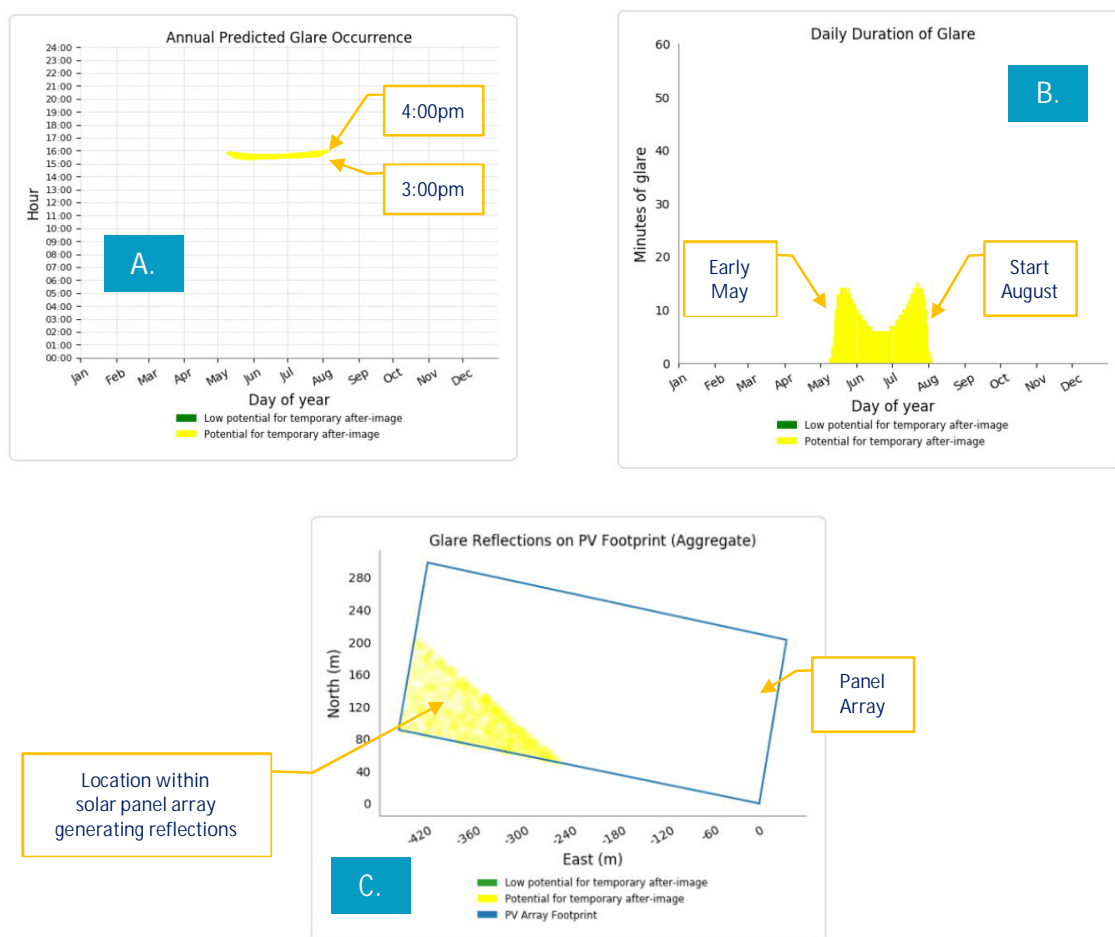 Annual Predicted Glare Occurrence
24:00
23:00
22:00
21:00
20:00
19:00
18:00
17:00
16:00
15:00
14:00
13:00
12:00
11:00
10:00
09:00
08:00
07:00
06:00
05:00
04:00
03:00
02:00
01:00
00:00
Hour
4:00pm
3:00pm
A.
Jan Feb Mar Apr May Jun Jul Aug Sep Oct Nov Dec
Day of year
Low potential for temporary after-image
Potential for temporary after-image
Daily Duration of Glare
60
50
40
30
20
10
0
Minutes of glare
B.
Early
May
Start
August
Jan Feb Mar Apr May Jun Jul Aug Sep Oct Nov Dec
Day of year
Low potential for temporary after-image
Potential for temporary after-image
Glare Reflections on PV Footprint (Aggregate)
280
240
200
160
120
80
40
0
North (m)
Panel
Array
Location within
solar panel array
generating reflections
-420 -360 -300 -240 -180 -120 -60 0
East (m)
C.
Low potential for temporary after-image
Potential for temporary after-image
PV Array Footprint